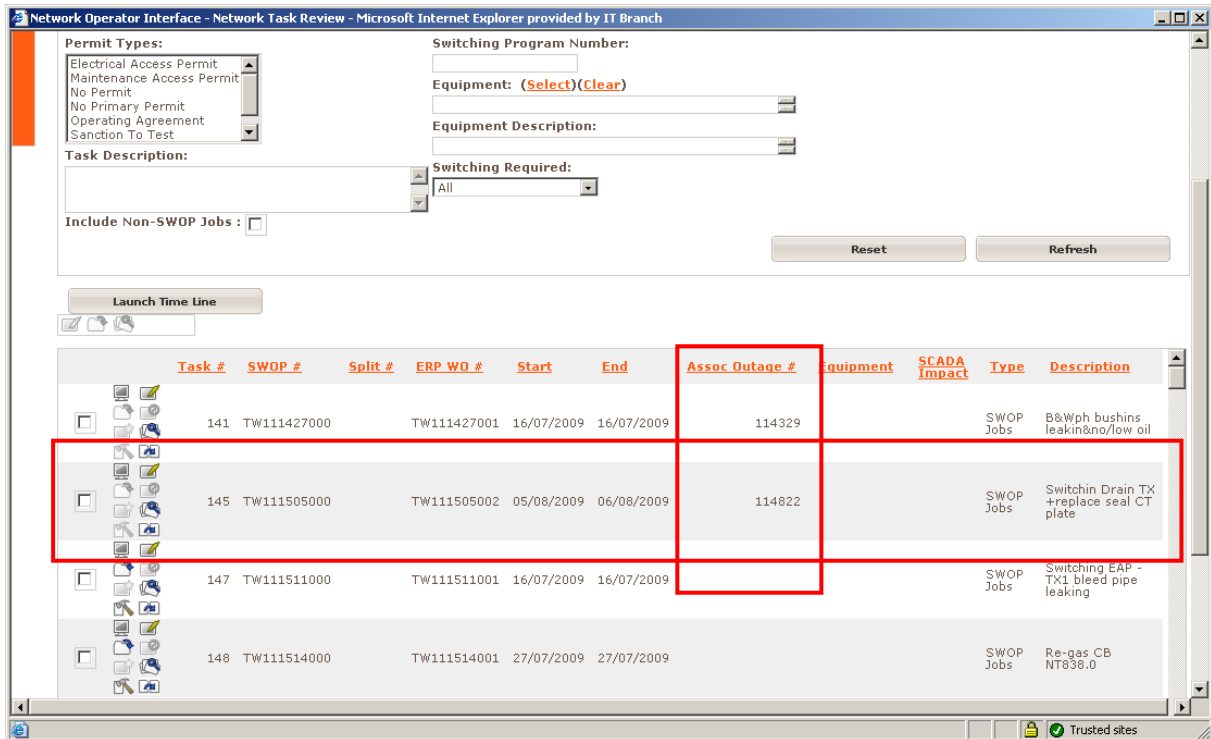 Network Operator Interface - Network Task Review - Microsoft Internet Explorer provided by IT Branch
Permit Types:
Electrical Access Permit
Maintenance Access Permit
No Permit
No Primary Permit
Operating Agreement
Sanction To Test
Switching Program Number:
Equipment: (Select)(Clear)
Equipment Description:
Task Description:
Switching Required:
All
Include Non-SWOP Jobs :
Reset Refresh
Launch Time Line
Task # SWOP # Split # ERP WO # Start End Assoc Outage # Equipment SCADA Impact Type Description
141 TW111427000 TW111427001 16/07/2009 16/07/2009 114329 SWOP Jobs B&Wph bushins leakin&no/low oil
145 TW111505000 TW111505002 05/08/2009 06/08/2009 114822 SWOP Jobs Switchin Drain TX +replace seal CT plate
147 TW111511000 TW111511001 16/07/2009 16/07/2009 SWOP Jobs Switching EAP - TX1 bleed pipe leaking
148 TW111514000 TW111514001 27/07/2009 27/07/2009 SWOP Jobs Re-gas CB NT838.0
Trusted sites